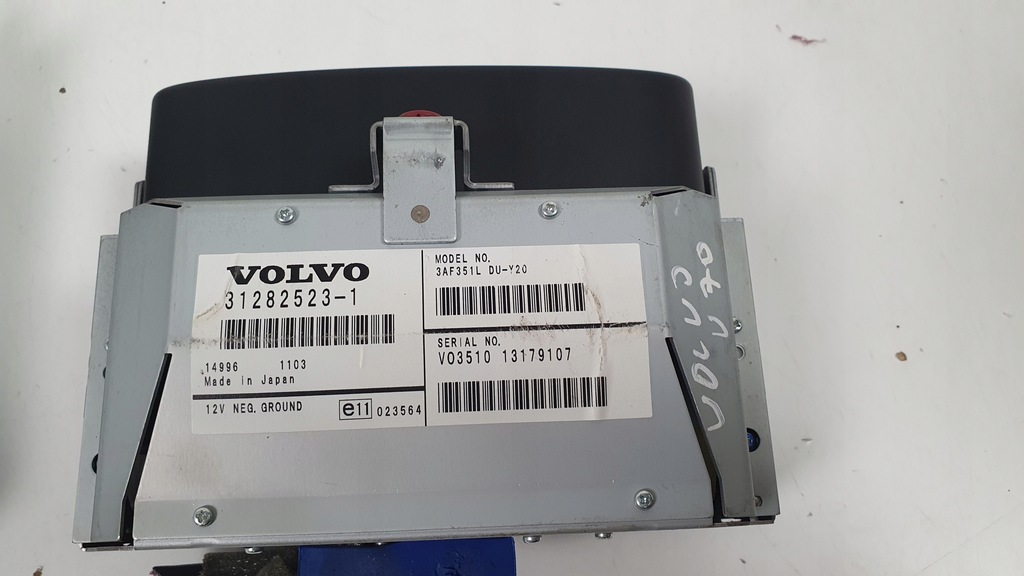 VOLVO
31282523-1
14996 1103
Made in Japan
12V NEG. GROUND e11 023564
MODEL NO.
3AF351L DU-Y20
SERIAL NO.
VO3510 13179107